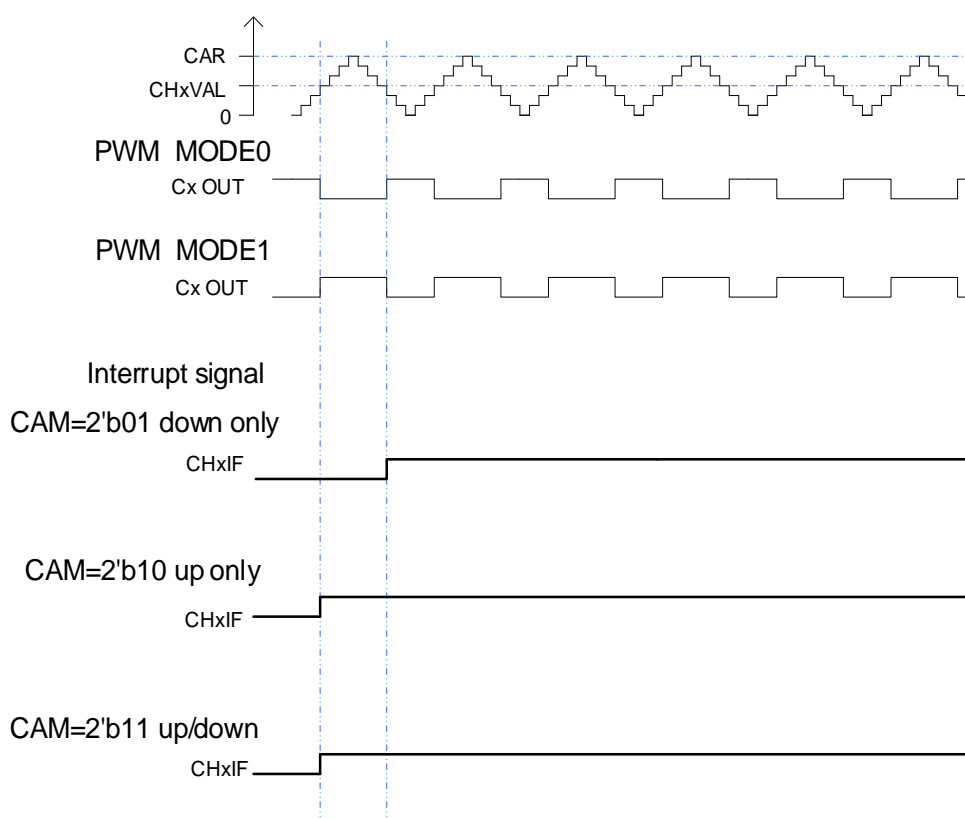 CAR
CHxVAL
0
PWM MODE0
Cx OUT
PWM MODE1
Cx OUT
Interrupt signal
CAM=2'b01 down only
CHxIF
CAM=2'b10 up only
CHxIF
CAM=2'b11 up/down
CHxIF